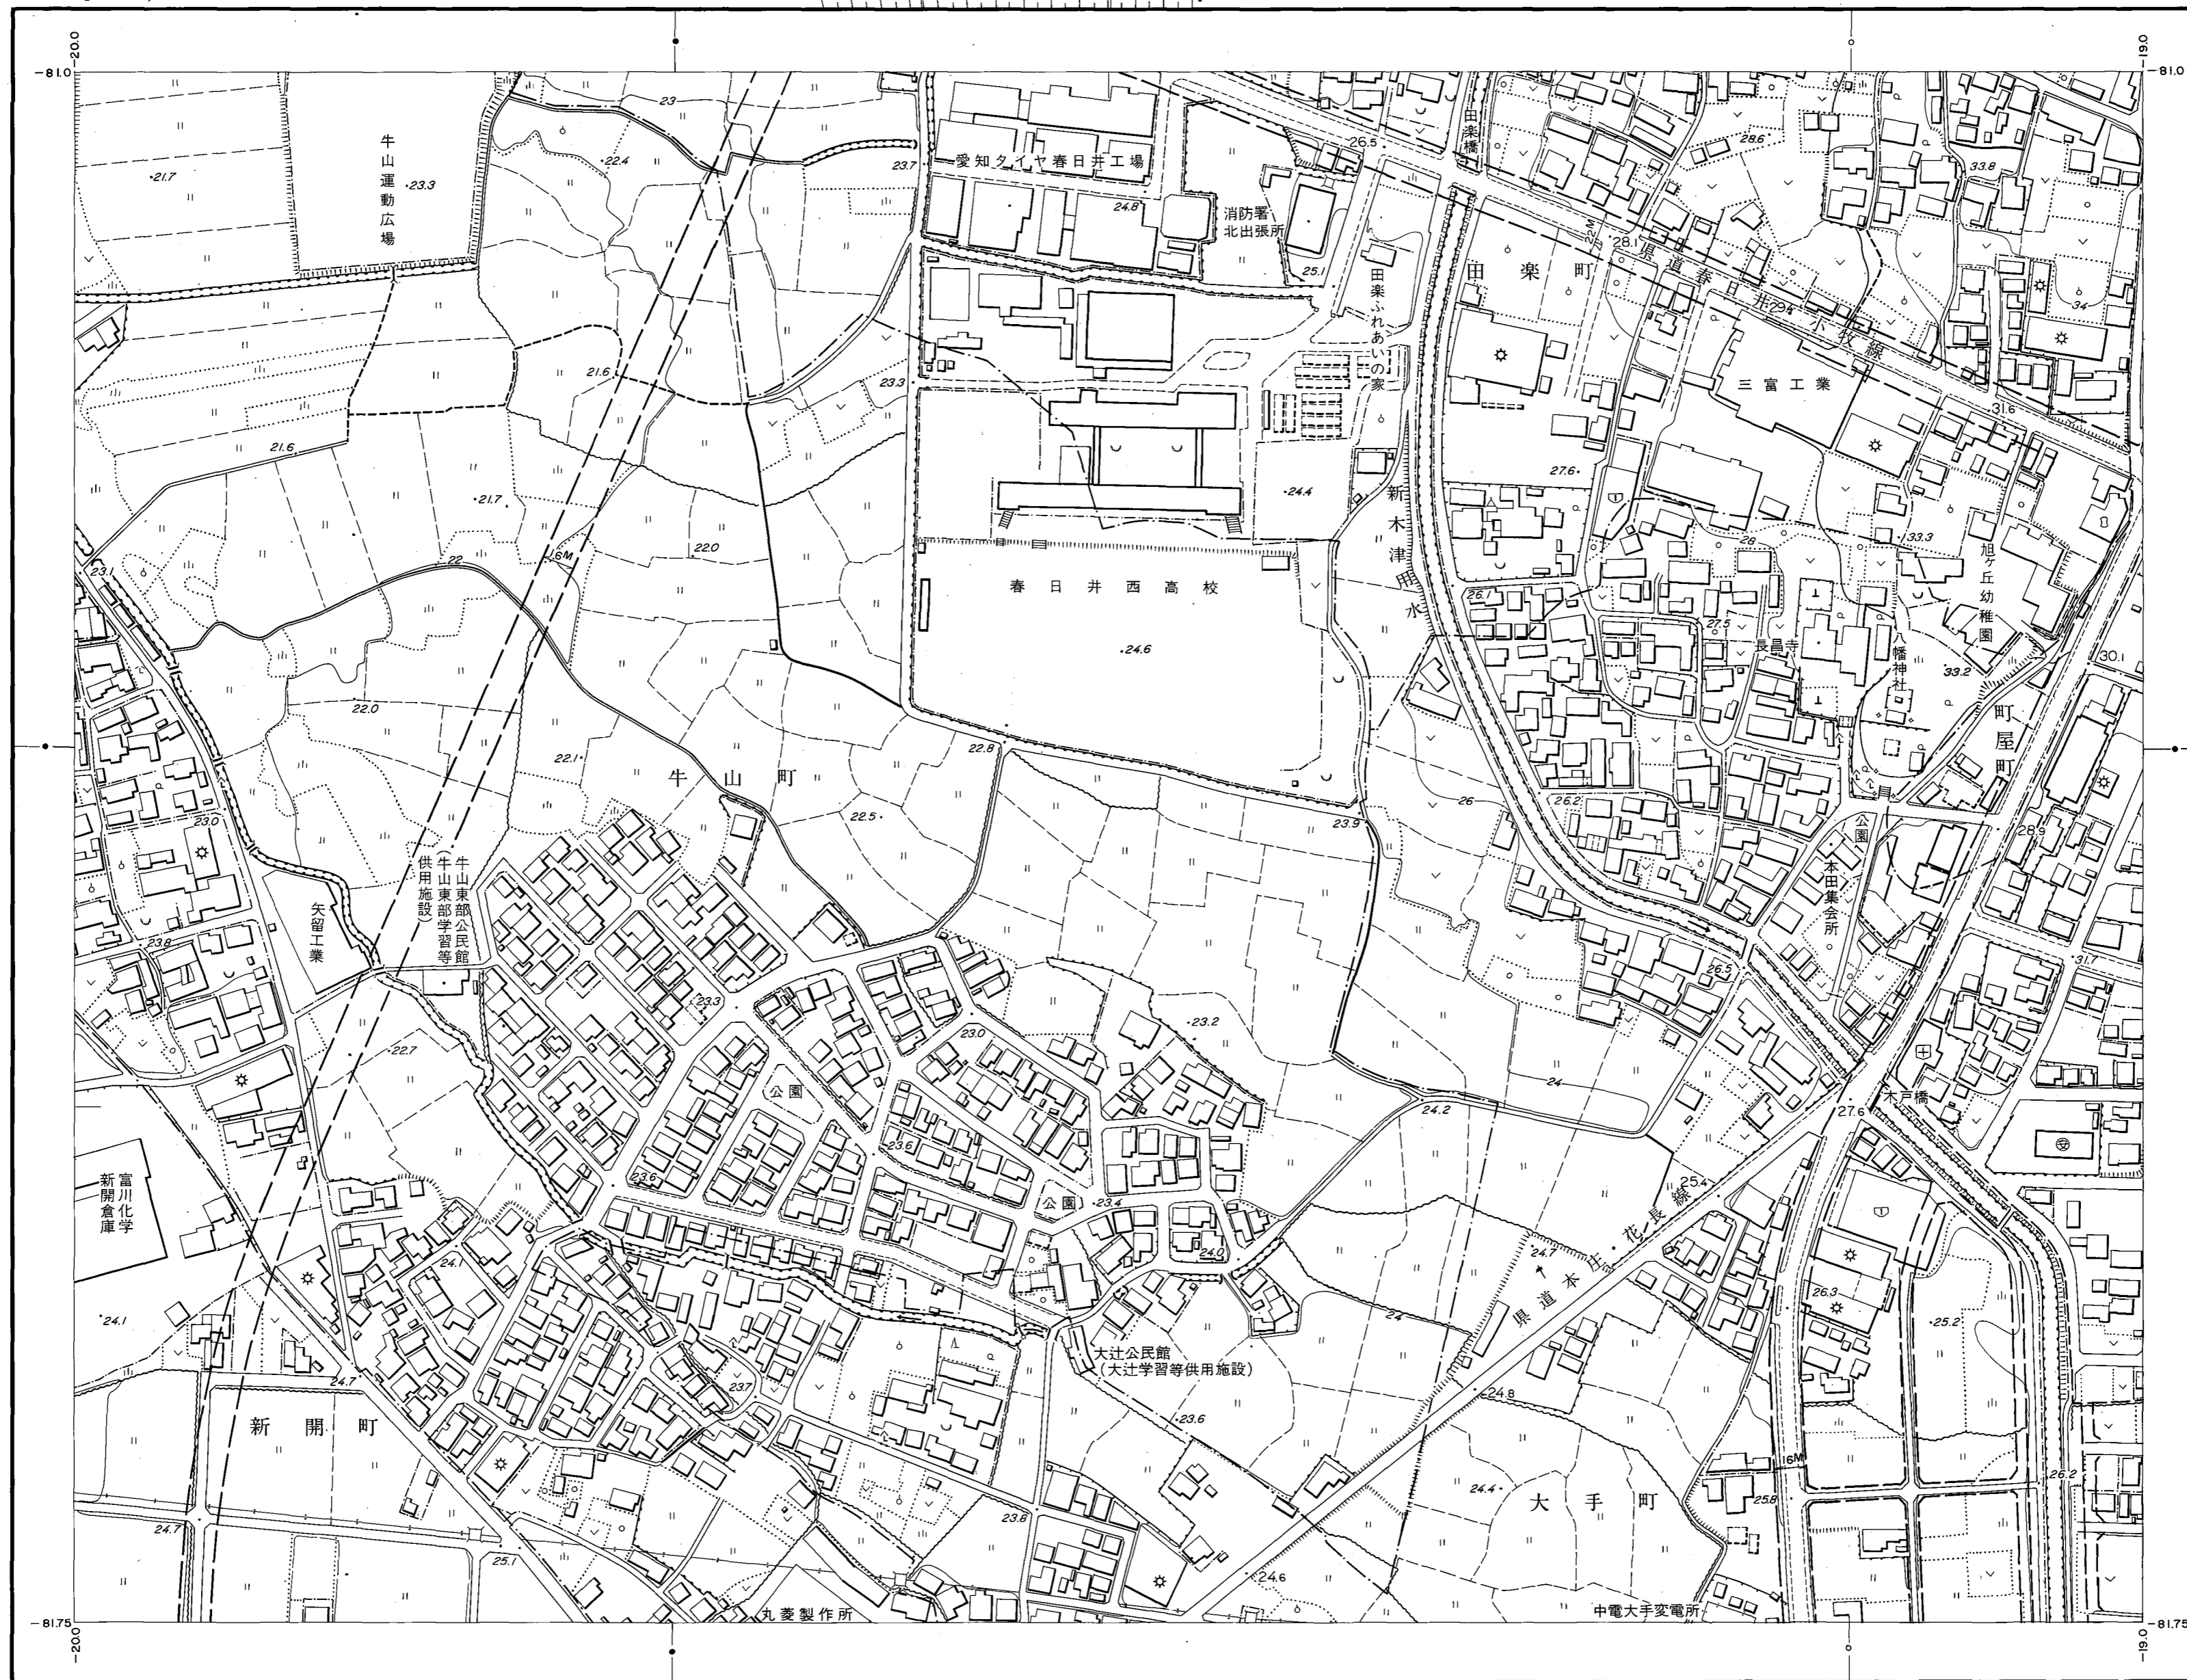 -20.0
-19.0
-81.0
-81.0
23
牛山運動広場
22.4
23.7
愛知タイヤ春日井工場
26.5
田楽橋
28.6
33.8
21.7
23.3
24.8
消防署
北出張所
25.1
田楽ふれあいの家
田楽町
22M
28.1
県道春日井小牧線
29.4
34
21.6
23.3
三富工業
31.6
21.6
21.7
24.4
27.6
新木津用水
22
16M
22.0
28
33.3
旭ヶ丘幼稚園
23.1
春日井西高校
26.1
27.5
長昌寺
八幡神社
33.2
30.1
24.6
22.0
町屋町
22.8
22.1
牛山町
22.5
26
26.2
23.9
公園
28.9
23.0
本田集会所
牛山東部公民館
(牛山東部学習等
供用施設)
矢留工業
23.8
31.7
26.5
23.3
23.0
23.2
22.7
公園
24
24.2
木戸橋
27.6
23.6
23.6
富川化学
新開倉庫
公園
23.4
25.4
県道本庄花長線
24.0
24.7
24.1
26.3
24.1
24
25.2
大辻公民館
(大辻学習等供用施設)
24.7
23.7
24.8
新開町
23.6
16M
26.2
24.4
大手町
25.8
23.8
24.7
25.1
24.6
丸菱製作所
中電大手変電所
-81.75
-81.75
-20.0
-19.0